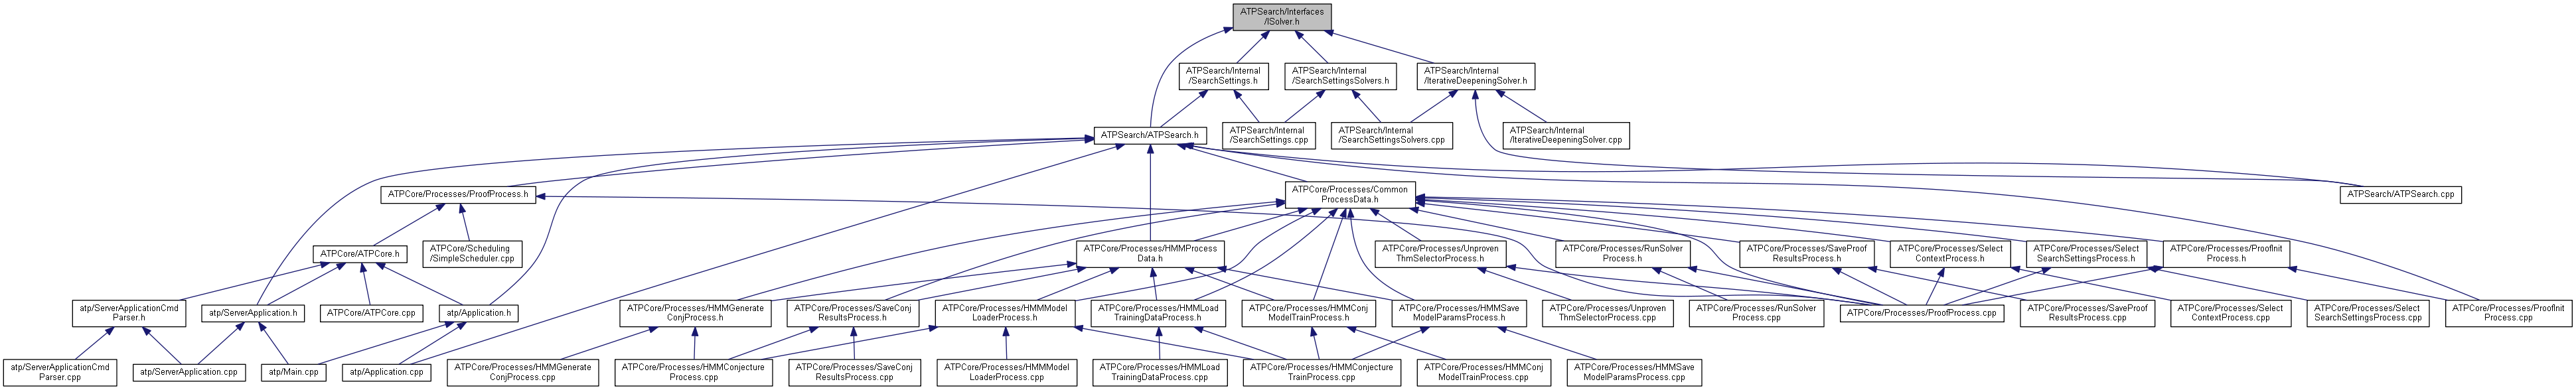 ATPSearch/Interfaces
/ISolver.h
ATPSearch/Internal
/SearchSettings.h
ATPSearch/Internal
/SearchSettingsSolvers.h
ATPSearch/Internal
/IterativeDeepeningSolver.h
ATPSearch/ATPSearch.h
ATPSearch/Internal
/SearchSettings.cpp
ATPSearch/Internal
/SearchSettingsSolvers.cpp
ATPSearch/Internal
/IterativeDeepeningSolver.cpp
ATPCore/Processes/ProofProcess.h
ATPCore/Processes/Common
ProcessData.h
ATPSearch/ATPSearch.cpp
ATPCore/ATPCore.h
ATPCore/Scheduling
/SimpleScheduler.cpp
ATPCore/Processes/HMMProcess
Data.h
ATPCore/Processes/Unproven
ThmSelectorProcess.h
ATPCore/Processes/RunSolver
Process.h
ATPCore/Processes/SaveProof
ResultsProcess.h
ATPCore/Processes/Select
ContextProcess.h
ATPCore/Processes/Select
SearchSettingsProcess.h
ATPCore/Processes/ProofInit
Process.h
atp/ServerApplicationCmd
Parser.h
atp/ServerApplication.h
ATPCore/ATPCore.cpp
atp/Application.h
ATPCore/Processes/HMMGenerate
ConjProcess.h
ATPCore/Processes/SaveConj
ResultsProcess.h
ATPCore/Processes/HMMModel
LoaderProcess.h
ATPCore/Processes/HMMLoad
TrainingDataProcess.h
ATPCore/Processes/HMMConj
ModelTrainProcess.h
ATPCore/Processes/HMMSave
ModelParamsProcess.h
ATPCore/Processes/Unproven
ThmSelectorProcess.cpp
ATPCore/Processes/RunSolver
Process.cpp
ATPCore/Processes/ProofProcess.cpp
ATPCore/Processes/SaveProof
ResultsProcess.cpp
ATPCore/Processes/Select
ContextProcess.cpp
ATPCore/Processes/Select
SearchSettingsProcess.cpp
ATPCore/Processes/ProofInit
Process.cpp
atp/ServerApplicationCmd
Parser.cpp
atp/ServerApplication.cpp
atp/Main.cpp
atp/Application.cpp
ATPCore/Processes/HMMGenerate
ConjProcess.cpp
ATPCore/Processes/HMMConjecture
Process.cpp
ATPCore/Processes/SaveConj
ResultsProcess.cpp
ATPCore/Processes/HMMModel
LoaderProcess.cpp
ATPCore/Processes/HMMLoad
TrainingDataProcess.cpp
ATPCore/Processes/HMMConjecture
TrainProcess.cpp
ATPCore/Processes/HMMConj
ModelTrainProcess.cpp
ATPCore/Processes/HMMSave
ModelParamsProcess.cpp